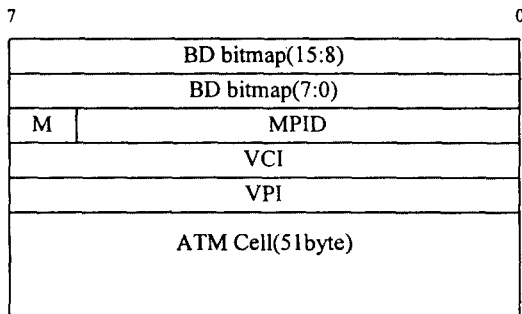 7 0
BD bitmap(15:8)
BD bitmap(7:0)
M MPID
VCI
VPI
ATM Cell(51byte)